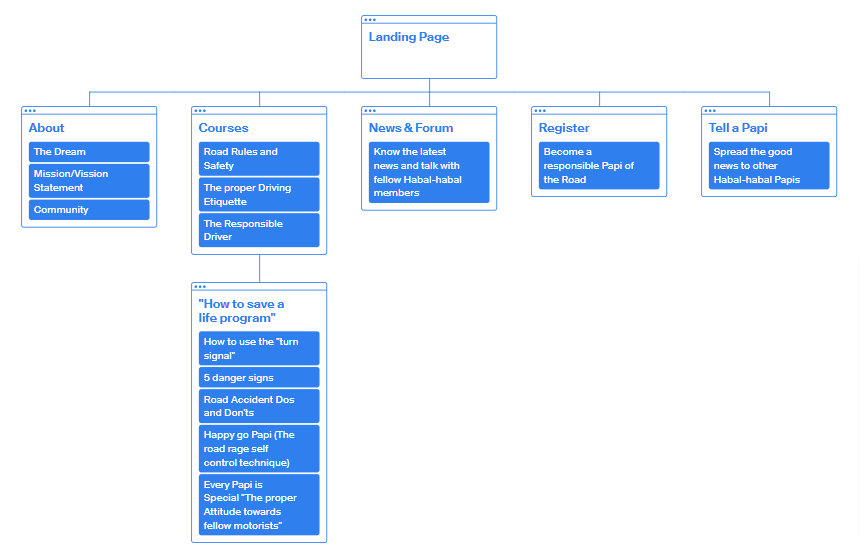 Landing Page
About
The Dream
Mission/Vission
Statement
Community
Courses
Road Rules and
Safety
The proper Driving
Etiquette
The Responsible
Driver
News & Forum
Know the latest
news and talk with
fellow Habal-habal
members
Register
Become a
responsible Papi of
the Road
Tell a Papi
Spread the good
news to other
Habal-habal Papis
"How to save a
life program"
How to use the "turn
signal"
5 danger signs
Road Accident Dos
and Don'ts
Happy go Papi (The
road rage self
control technique)
Every Papi is
Special "The proper
Attitude towards
fellow motorists"